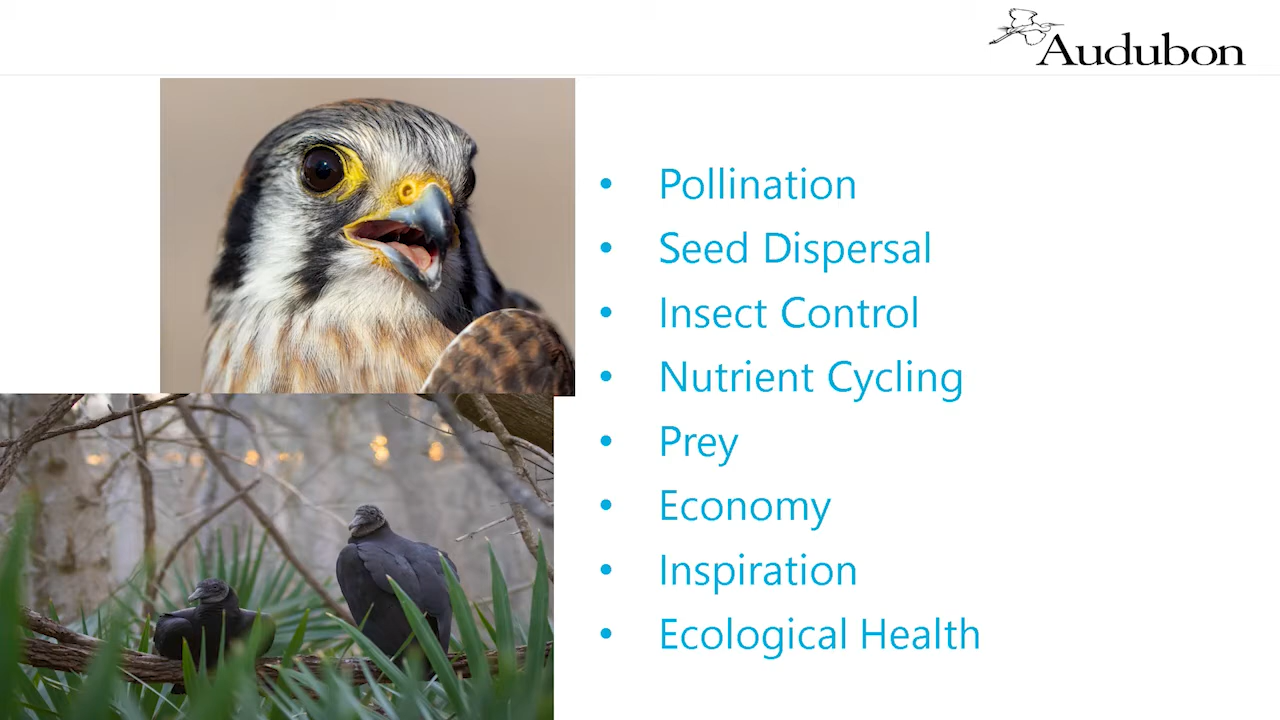 Audubon
• Pollination
• Seed Dispersal
• Insect Control
• Nutrient Cycling
• Prey
• Economy
• Inspiration
• Ecological Health